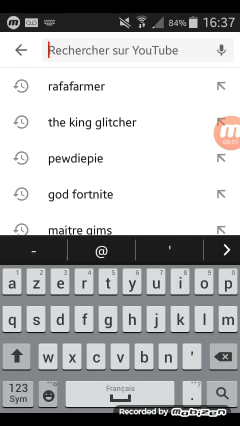 84% 16:37
Rechercher sur YouTube
rafafarmer
the king glitcher
pewdiepie
god fortnite
maitre gims
- @ '
a z e r t y u i o p
q s d f g h j k l m
w x c v b n '
123 Sym Français .
Recorded by mobizen